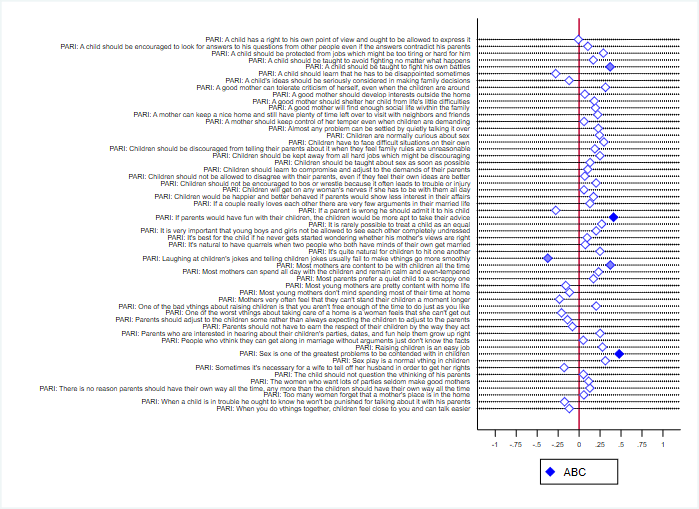 PARI: A child has a right to his own point of view and ought to be allowed to express it
PARI: A child should be encouraged to look for answers to his questions from other people even if the answers contradict his parents
PARI: A child should be protected from jobs which might be too tiring or hard for him
PARI: A child should be taught to avoid fighting no matter what happens
PARI: A child should be taught to fight his own battles
PARI: A child should learn that he has to be disappointed sometimes
PARI: A child's ideas should be seriously considered in making family decisions
PARI: A good mother can tolerate criticism of herself, even when the children are around
PARI: A good mother should develop interests outside the home
PARI: A good mother should shelter her child from life's little difficulties
PARI: A good mother will find enough social life wivthin the family
PARI: A mother can keep a nice home and still have plenty of time left over to visit with neighbors and friends
PARI: A mother should keep control of her temper even when children are demanding
PARI: Almost any problem can be settled by quietly talking it over
PARI: Children are normally curious about sex
PARI: Children have to face difficult situations on their own
PARI: Children should be discouraged from telling their parents about it when they feel family rules are unreasonable
PARI: Children should be kept away from all hard jobs which might be discouraging
PARI: Children should be taught about sex as soon as possible
PARI: Children should learn to compromise and adjust to the demands of their parents
PARI: Children should not be allowed to disagree with their parents, even if they feel their own ideas are better
PARI: Children should not be encouraged to bos or wrestle because it often leads to trouble or injury
PARI: Children will get on any woman's nerves if she has to be with them all day
PARI: Children would be happier and better behaved if parents would show less interest in their affairs
PARI: If a couple really loves each other there are very few arguments in their married life
PARI: If a parent is wrong he should admit it to his child
PARI: If parents would have fun with their children, the children would be more apt to take their advice
PARI: It is rarely possible to treat a child as an equal
PARI: It is very important that young boys and girls not be allowed to see each other completely undressed
PARI: It's best for the child if he never gets started wondering whether his mother's views are right
PARI: It's natural to have quarrels when two people who both have minds of their own get married
PARI: It's quite natural for children to hit one another
PARI: Laughing at children's jokes and telling children jokes usually fail to make vthings go more smoothly
PARI: Most mothers are content to be with children all the time
PARI: Most mothers can spend all day with the children and remain calm and even-tempered
PARI: Most parents prefer a quiet child to a scrappy one
PARI: Most young mothers are pretty content with home life
PARI: Most young mothers don't mind spending most of their time at home
PARI: Mothers very often feel that they can't stand their children a moment longer
PARI: One of the bad vthings about raising children is that you aren't free enough of the time to do just as you like
PARI: One of the worst vthings about taking care of home is a woman feels that she can't get out
PARI: Parents should adjust to the children some rather than always expecting the children to adjust to the parents
PARI: Parents should not have to earn the respect of their children by the way they act
PARI: Parents who are interested in hearing about their children's parties, dates, and fun help them grow up right
PARI: People who vthink they can get along in marriage without arguments just don't know the facts
PARI: Raising children is an easy job
PARI: Sex is one of the greatest problems to be contended with in children
PARI: Sex play is a normal vthing in children
PARI: Sometimes it's necessary for a wife to tell off her husband in order to get her rights
PARI: The child should not question the vthinking of his parents
PARI: The women who want lots of parties seldom make good mothers
PARI: There is no reason parents should have their own way all the time, any more than the children should have their own way all the time
PARI: Too many women forget that a mother's place is in the home
PARI: When a child is in trouble he ought to know he won't be punished for talking about it with his parents
PARI: When you do vthings together, children feel close to you and can talk easier
-1 -.75 -.5 -.25 0 .25 .5 .75 1
ABC